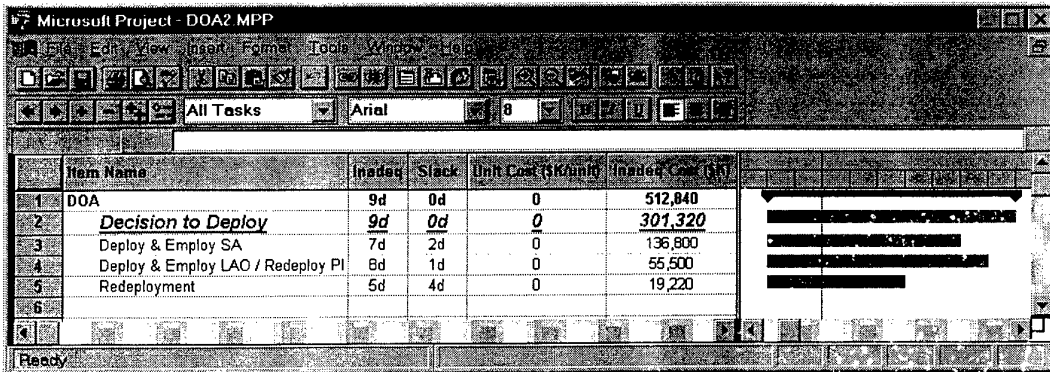 Microsoft Project - DOA2.MPP
File Edit View Insert Format Tools Window Help
All Tasks Arial 8
Item Name Inadeq Slack Unit Cost ($K/unit) Inadeq Cost ($K)
1 DOA 9d 0d 0 512,840
2 Decision to Deploy 9d 0d 0 301,320
3 Deploy & Employ SA 7d 2d 0 136,800
4 Deploy & Employ LAO / Redeploy PI 8d 1d 0 55,500
5 Redeployment 5d 4d 0 19,220
6
Ready